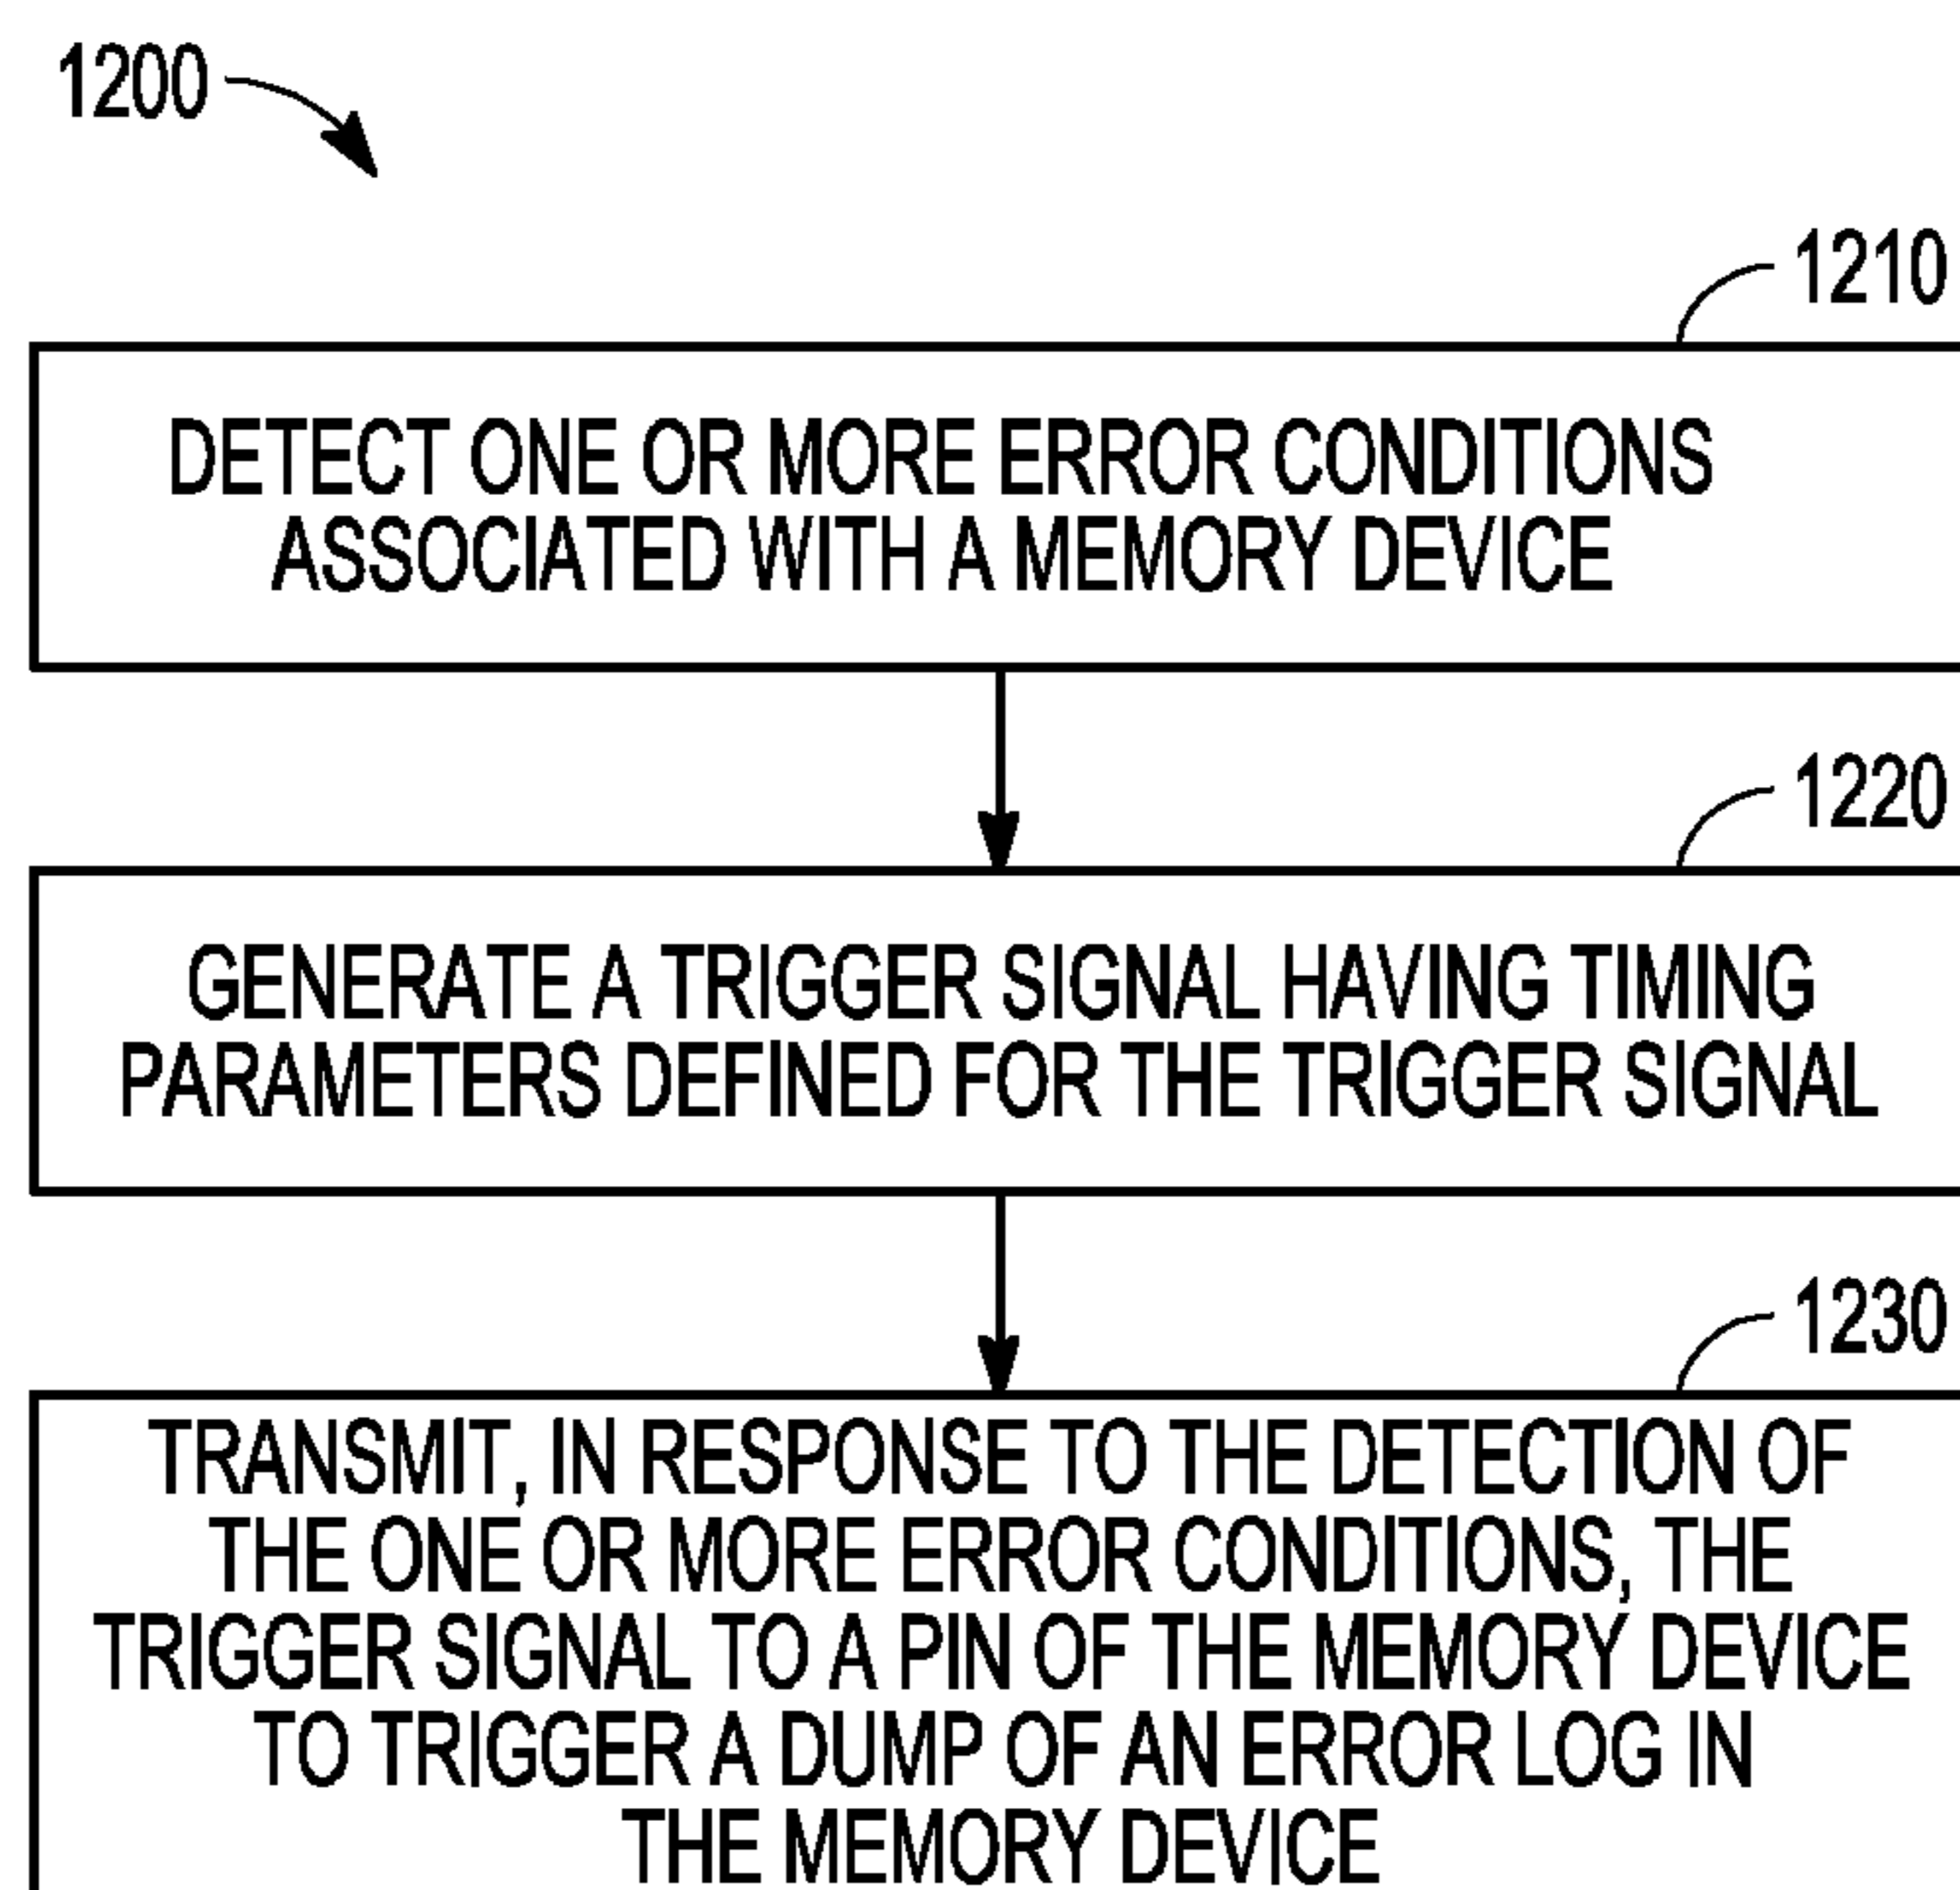 1200
1210
DETECT ONE OR MORE ERROR CONDITIONS
ASSOCIATED WITH A MEMORY DEVICE
1220
GENERATE A TRIGGER SIGNAL HAVING TIMING
PARAMETERS DEFINED FOR THE TRIGGER SIGNAL
1230
TRANSMIT, IN RESPONSE TO THE DETECTION OF
THE ONE OR MORE ERROR CONDITIONS, THE
TRIGGER SIGNAL TO A PIN OF THE MEMORY DEVICE
TO TRIGGER A DUMP OF AN ERROR LOG IN
THE MEMORY DEVICE